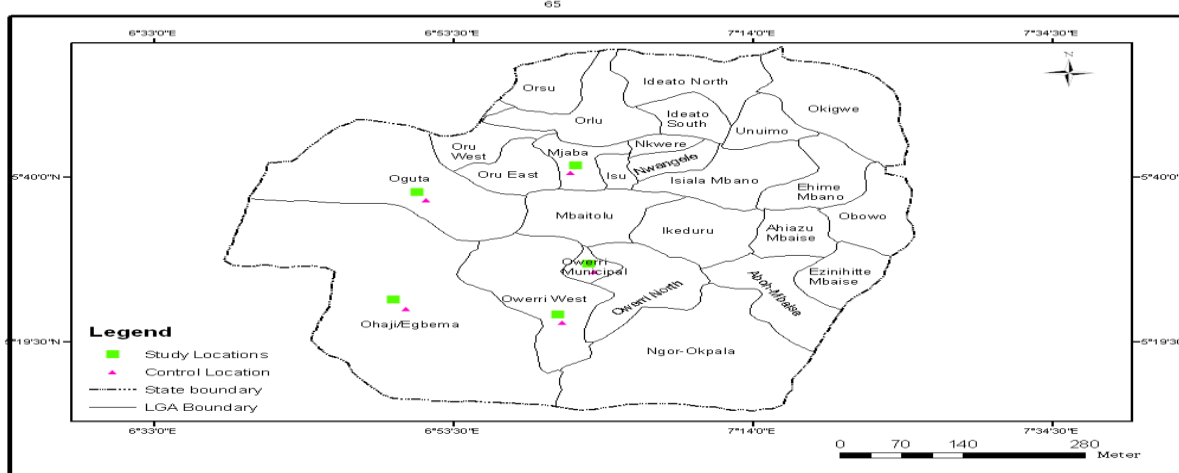 65
6°33'0"E 6°53'30"E 7°14'0"E 7°34'30"E
N
Orsu
Ideato North
Okigwe
Orlu
Ideato
South
Unuimo
Oru
West
Mjaba
Nkwere
Nwangele
5°40'0"N
5°40'0"
Oguta
Oru East
Isu
Isiala Mbano
Ehime
Mbano
Obowo
Mbaitolu
Ikeduru
Ahiazu
Mbaise
Owerri
Municipal
Ezinihitte
Mbaise
Aboh-Mbaise
Owerri North
Owerri West
Ohaji/Egbema
5°19'30"N
5°19'30"
Ngor-Okpala
Legend
Study Locations
Control Location
State boundary
LGA Boundary
6°33'0"E 6°53'30"E 7°14'0"E 7°34'30"E
0 70 140 280
Meter